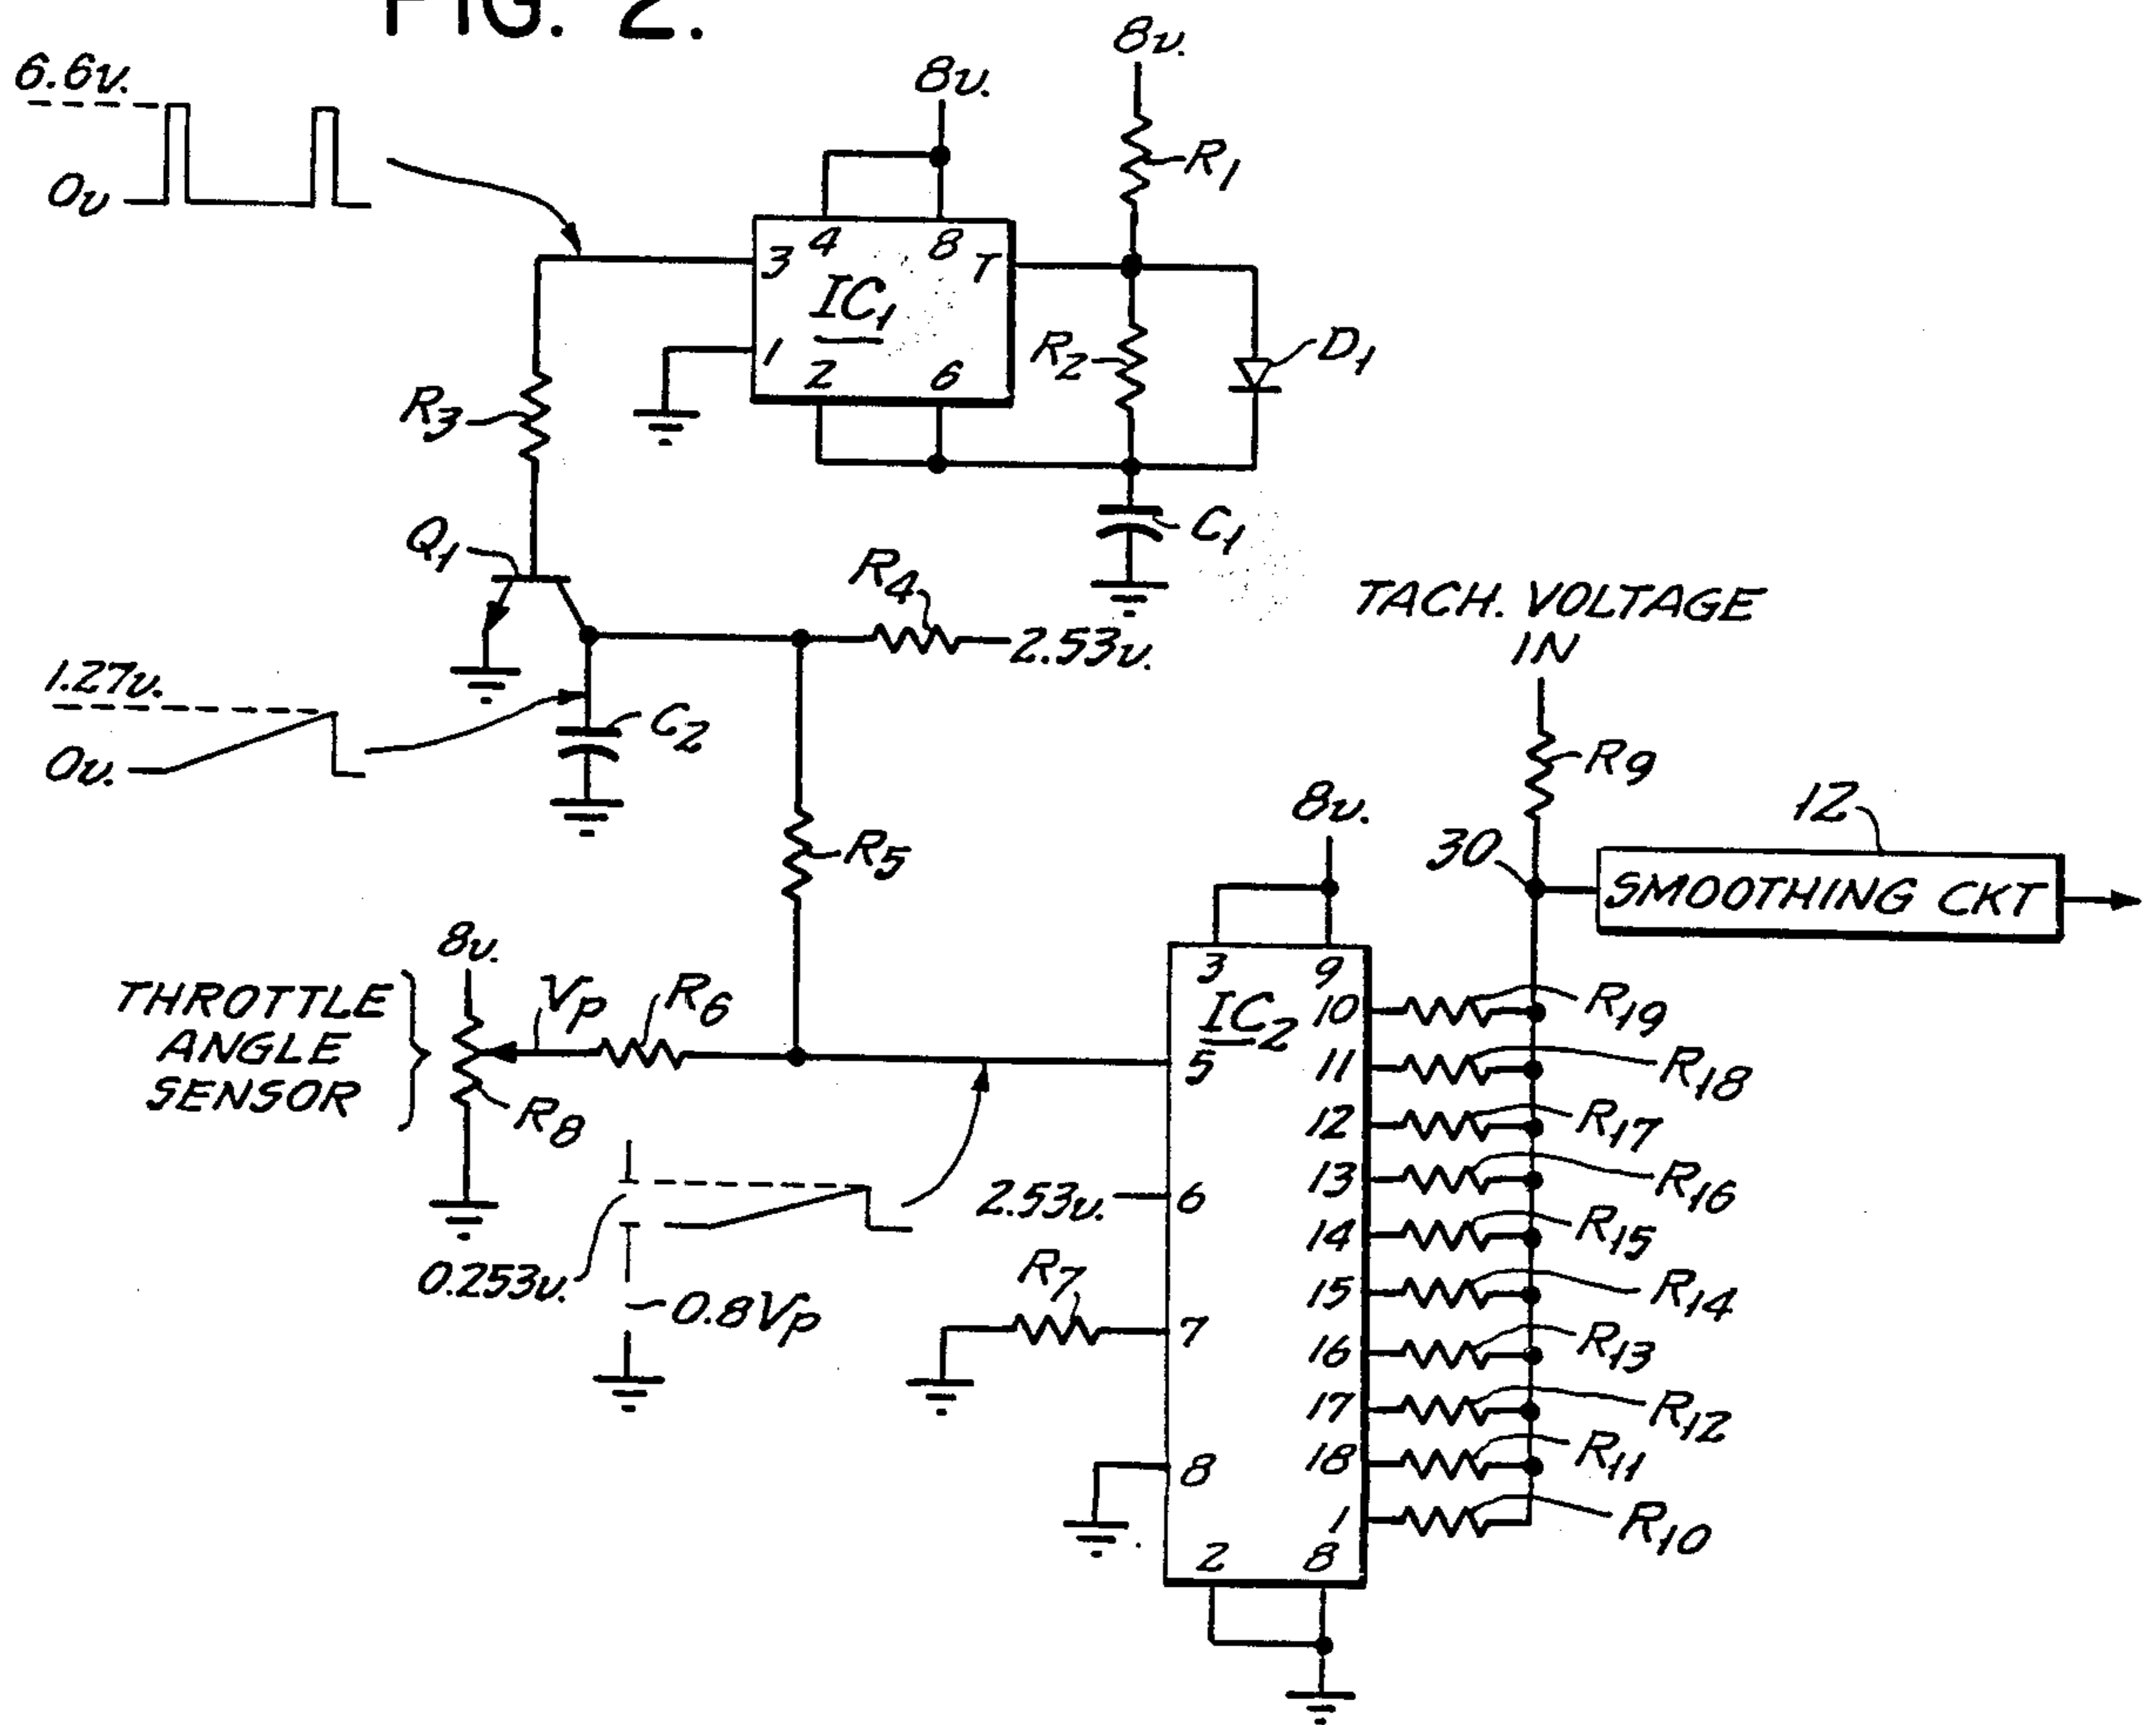 FIG. 2.
6.6v.
0v
8v.
8v.
R1
3
4
8
T
IC1
1
2
6
R2
D1
R3
C1
Q1
R4
2.53v.
TACH. VOLTAGE
IN
1.27v.
0v.
C2
R9
12
8v.
30
SMOOTHING CKT
R5
8v.
THROTTLE
ANGLE
SENSOR
VP
R6
R8
3
9
IC2
10
R19
5
11
R18
12
R17
13
R16
2.53v.
6
14
R15
0.253v.
0.8VP
15
R14
R7
7
16
R13
17
R12
8
18
R11
1
R10
2
8